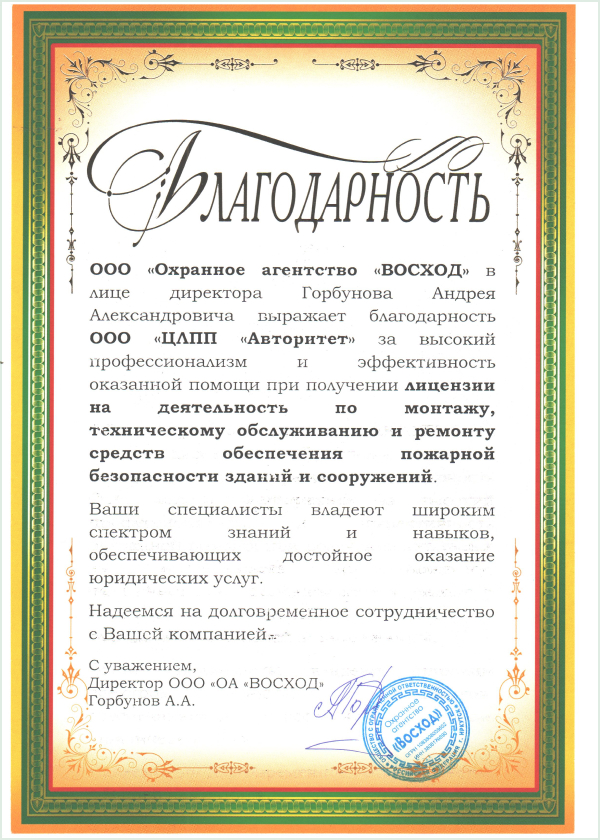 Благодарность
ООО «Охранное агентство «ВОСХОД» в
лице директора Горбунова Андрея
Александровича выражает благодарность
ООО «ЦЛПП «Авторитет» за высокий
профессионализм и эффективность
оказанной помощи при получении лицензии
на деятельность по монтажу,
техническому обслуживанию и ремонту
средств обеспечения пожарной
безопасности зданий и сооружений.
Ваши специалисты владеют широким
спектром знаний и навыков,
обеспечивающих достойное оказание
юридических услуг.
Надеемся на долговременное сотрудничество
с Вашей компанией.
С уважением,
Директор ООО «ОА «ВОСХОД»
Горбунов А.А.
ОБЩЕСТВО С ОГРАНИЧЕННОЙ ОТВЕТСТВЕННОСТЬЮ
Охранное
агентство
«ВОСХОД»